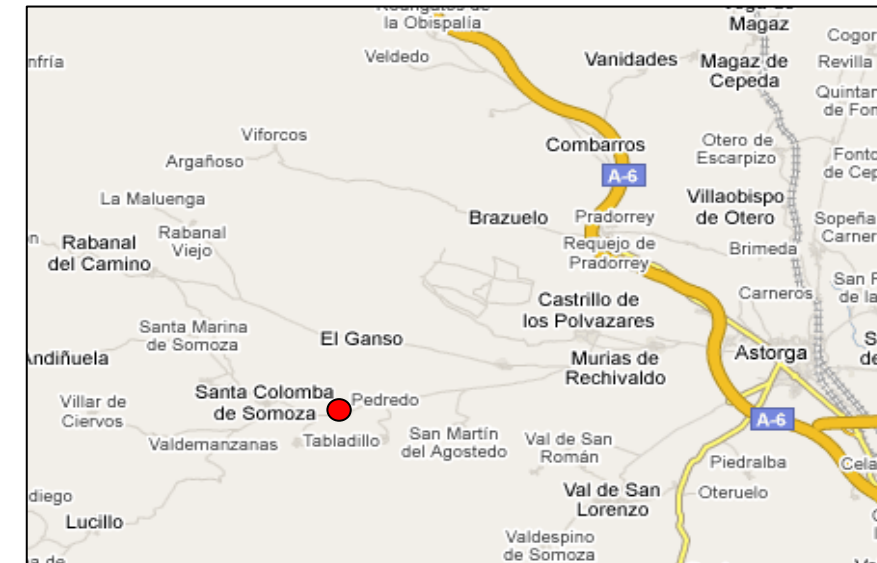 la Obispalía
Magaz
Veldedo
Vanidades
Magaz de
Cepeda
Revilla
nfría
Viforcos
Argañoso
Combarros
Otero de
Escarpizo
A-6
La Maluenga
Villaobispo
de Otero
Brazuelo
Pradorrey
Rabanal
del Camino
Rabanal
Viejo
Requejo de
Pradorrey
Brimeda
Castrillo de
los Polvazares
Carneros
Santa Marina
de Somoza
El Ganso
Murias de
Rechivaldo
Astorga
ndiñuela
Villar de
Ciervos
Santa Colomba
de Somoza
Pedredo
A-6
Valdemanzanas
Tabladillo
San Martín
del Agostedo
Val de San
Román
Piedralba
Cela
diego
Lucillo
Val de San
Lorenzo
Oteruelo
Valdespino
de Somoza